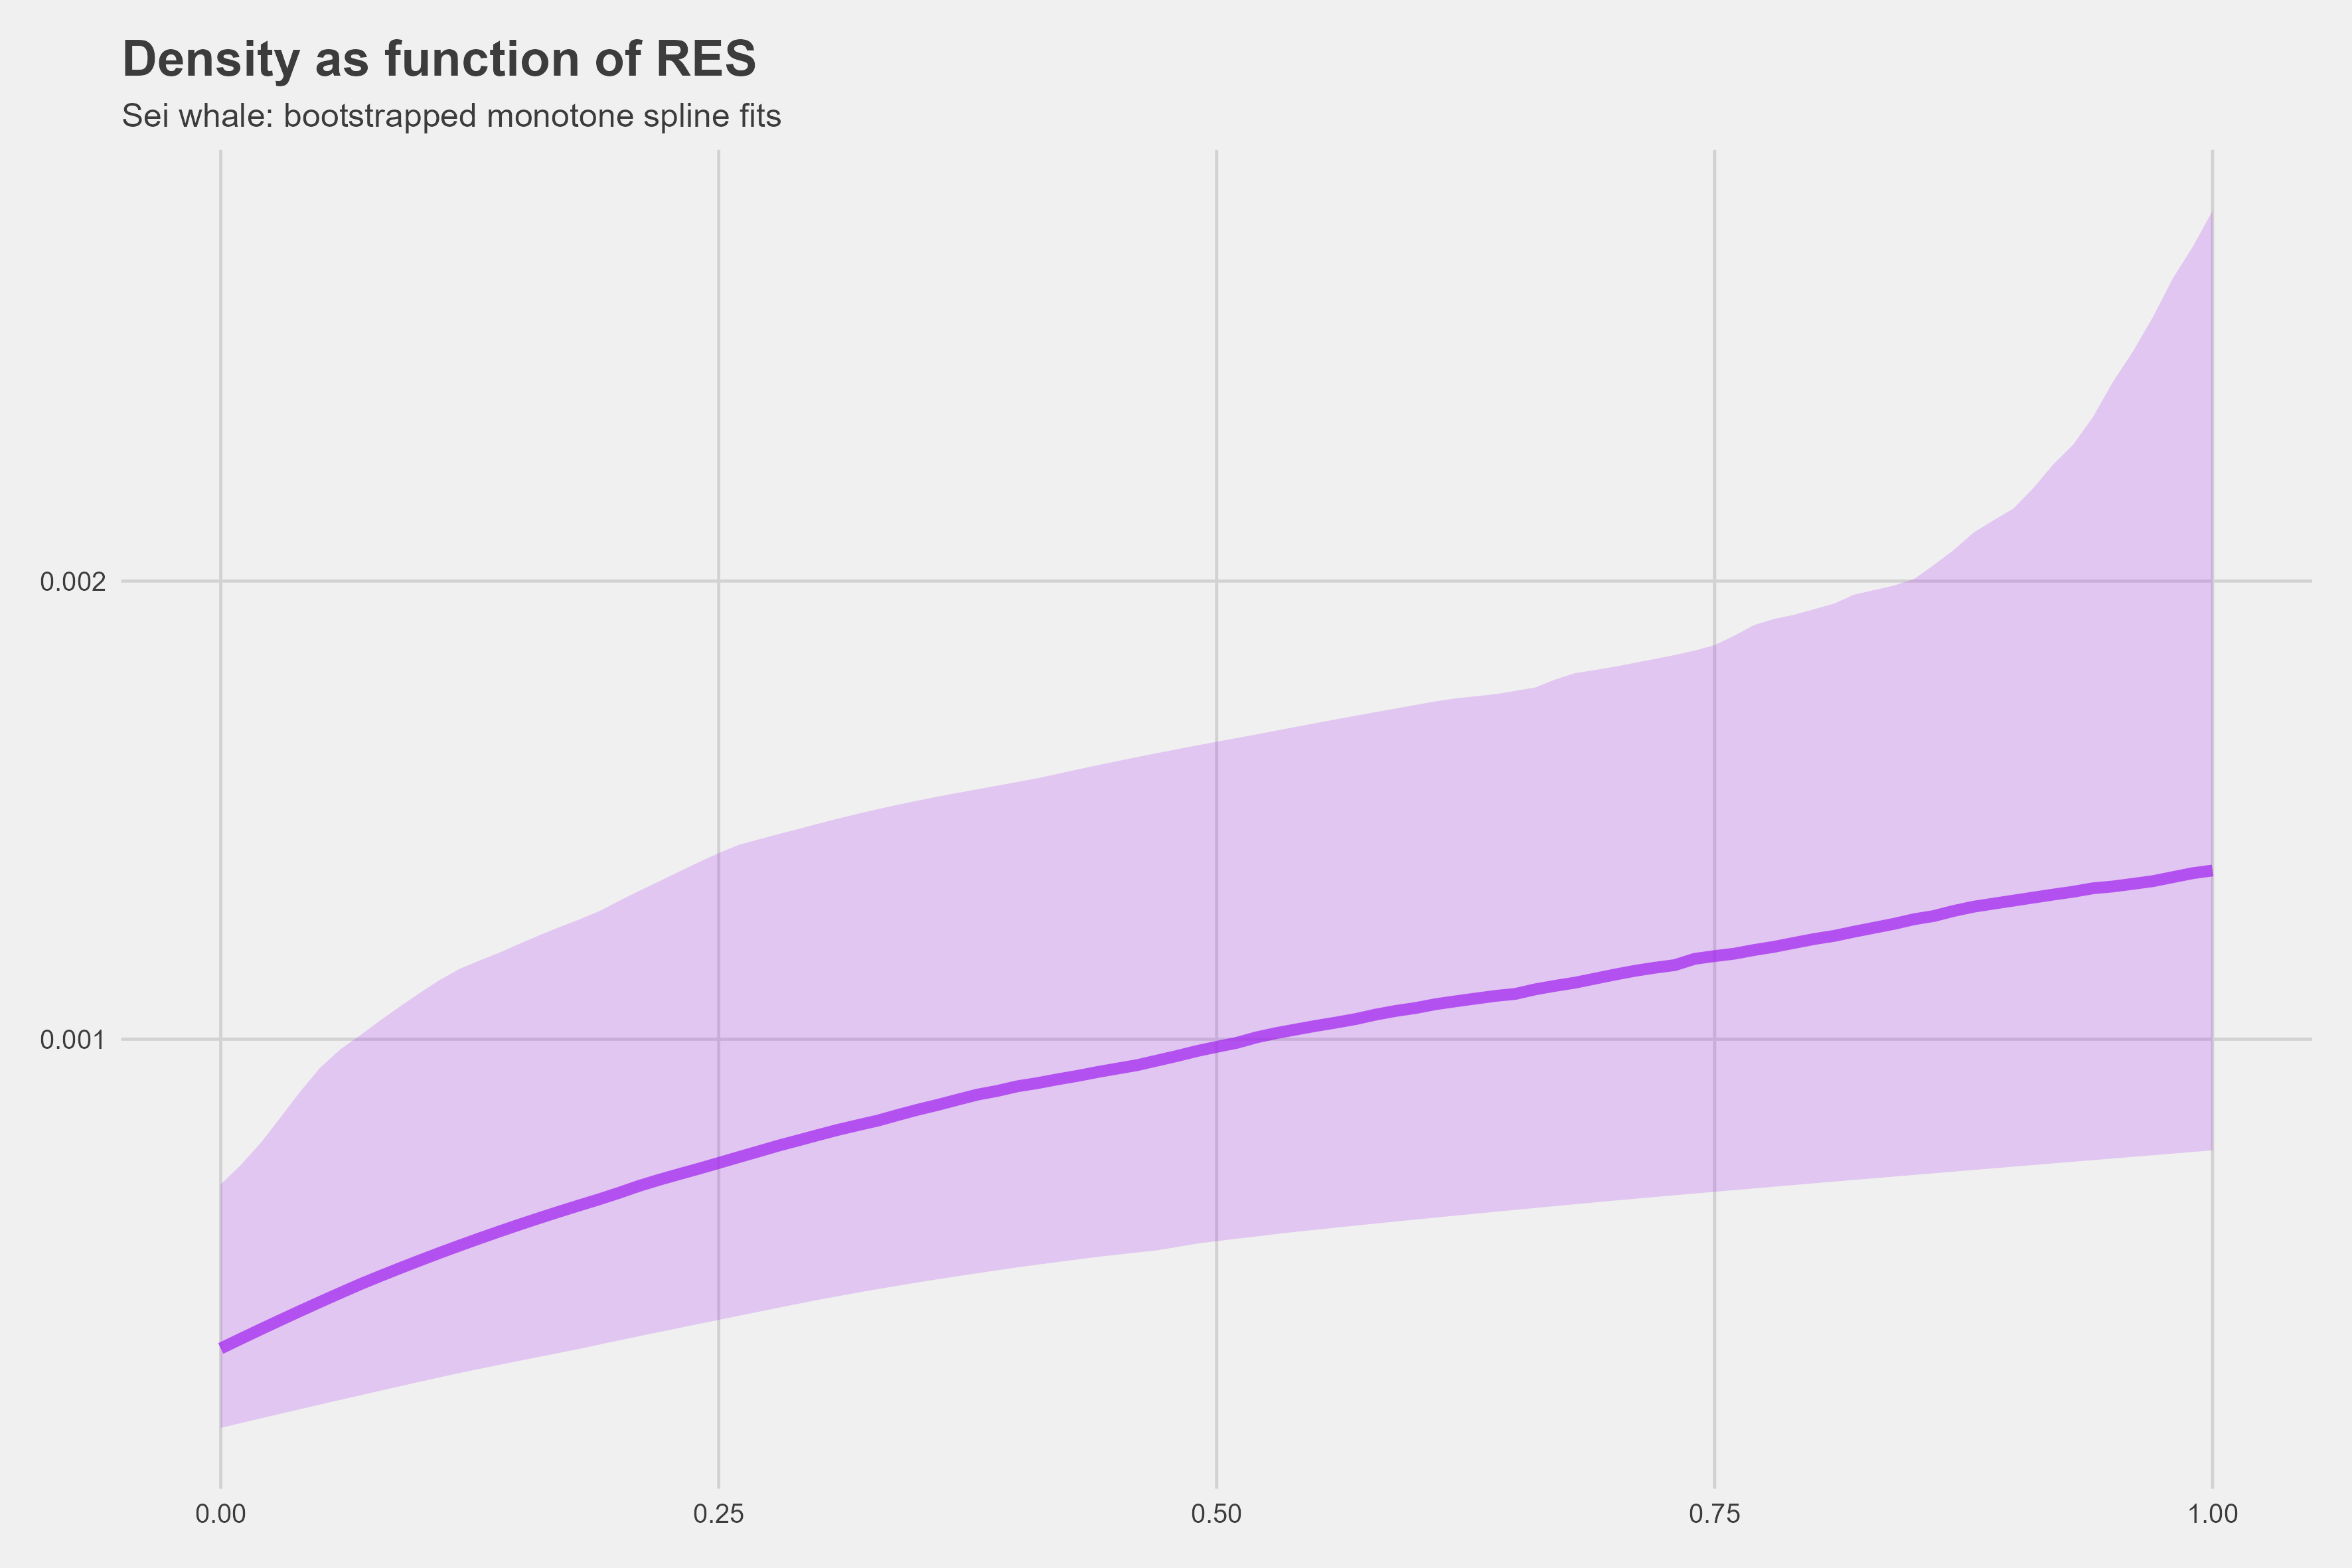 Density as function of RES
Sei whale: bootstrapped monotone spline fits
0.002
0.001
0.00 0.25 0.50 0.75 1.00